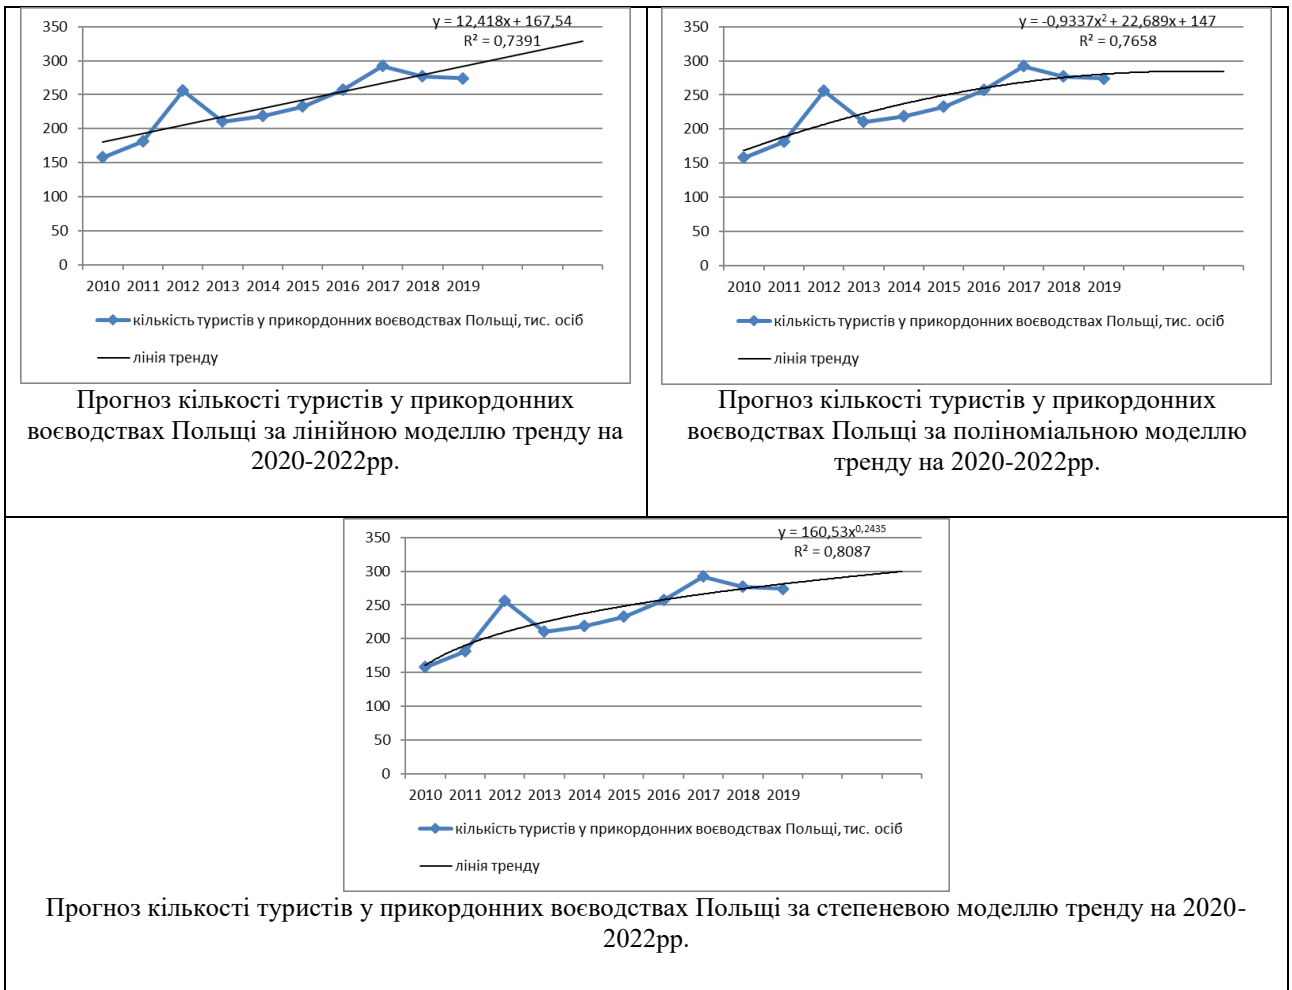 y = 12,418x + 167,54
R² = 0,7391
350
300
250
200
150
100
50
0
2010 2011 2012 2013 2014 2015 2016 2017 2018 2019
кількість туристів у прикордонних воєводствах Польщі, тис. осіб
лінія тренду
Прогноз кількості туристів у прикордонних
воєводствах Польщі за лінійною моделлю тренду на
2020-2022рр.
y = -0,9337x² + 22,689x + 147
R² = 0,7658
350
300
250
200
150
100
50
0
2010 2011 2012 2013 2014 2015 2016 2017 2018 2019
кількість туристів у прикордонних воєводствах Польщі, тис. осіб
лінія тренду
Прогноз кількості туристів у прикордонних
воєводствах Польщі за поліноміальною моделлю
тренду на 2020-2022рр.
y = 160,53x^0,2435
R² = 0,8087
350
300
250
200
150
100
50
0
2010 2011 2012 2013 2014 2015 2016 2017 2018 2019
кількість туристів у прикордонних воєводствах Польщі, тис. осіб
лінія тренду
Прогноз кількості туристів у прикордонних воєводствах Польщі за степеневою моделлю тренду на 2020-
2022рр.